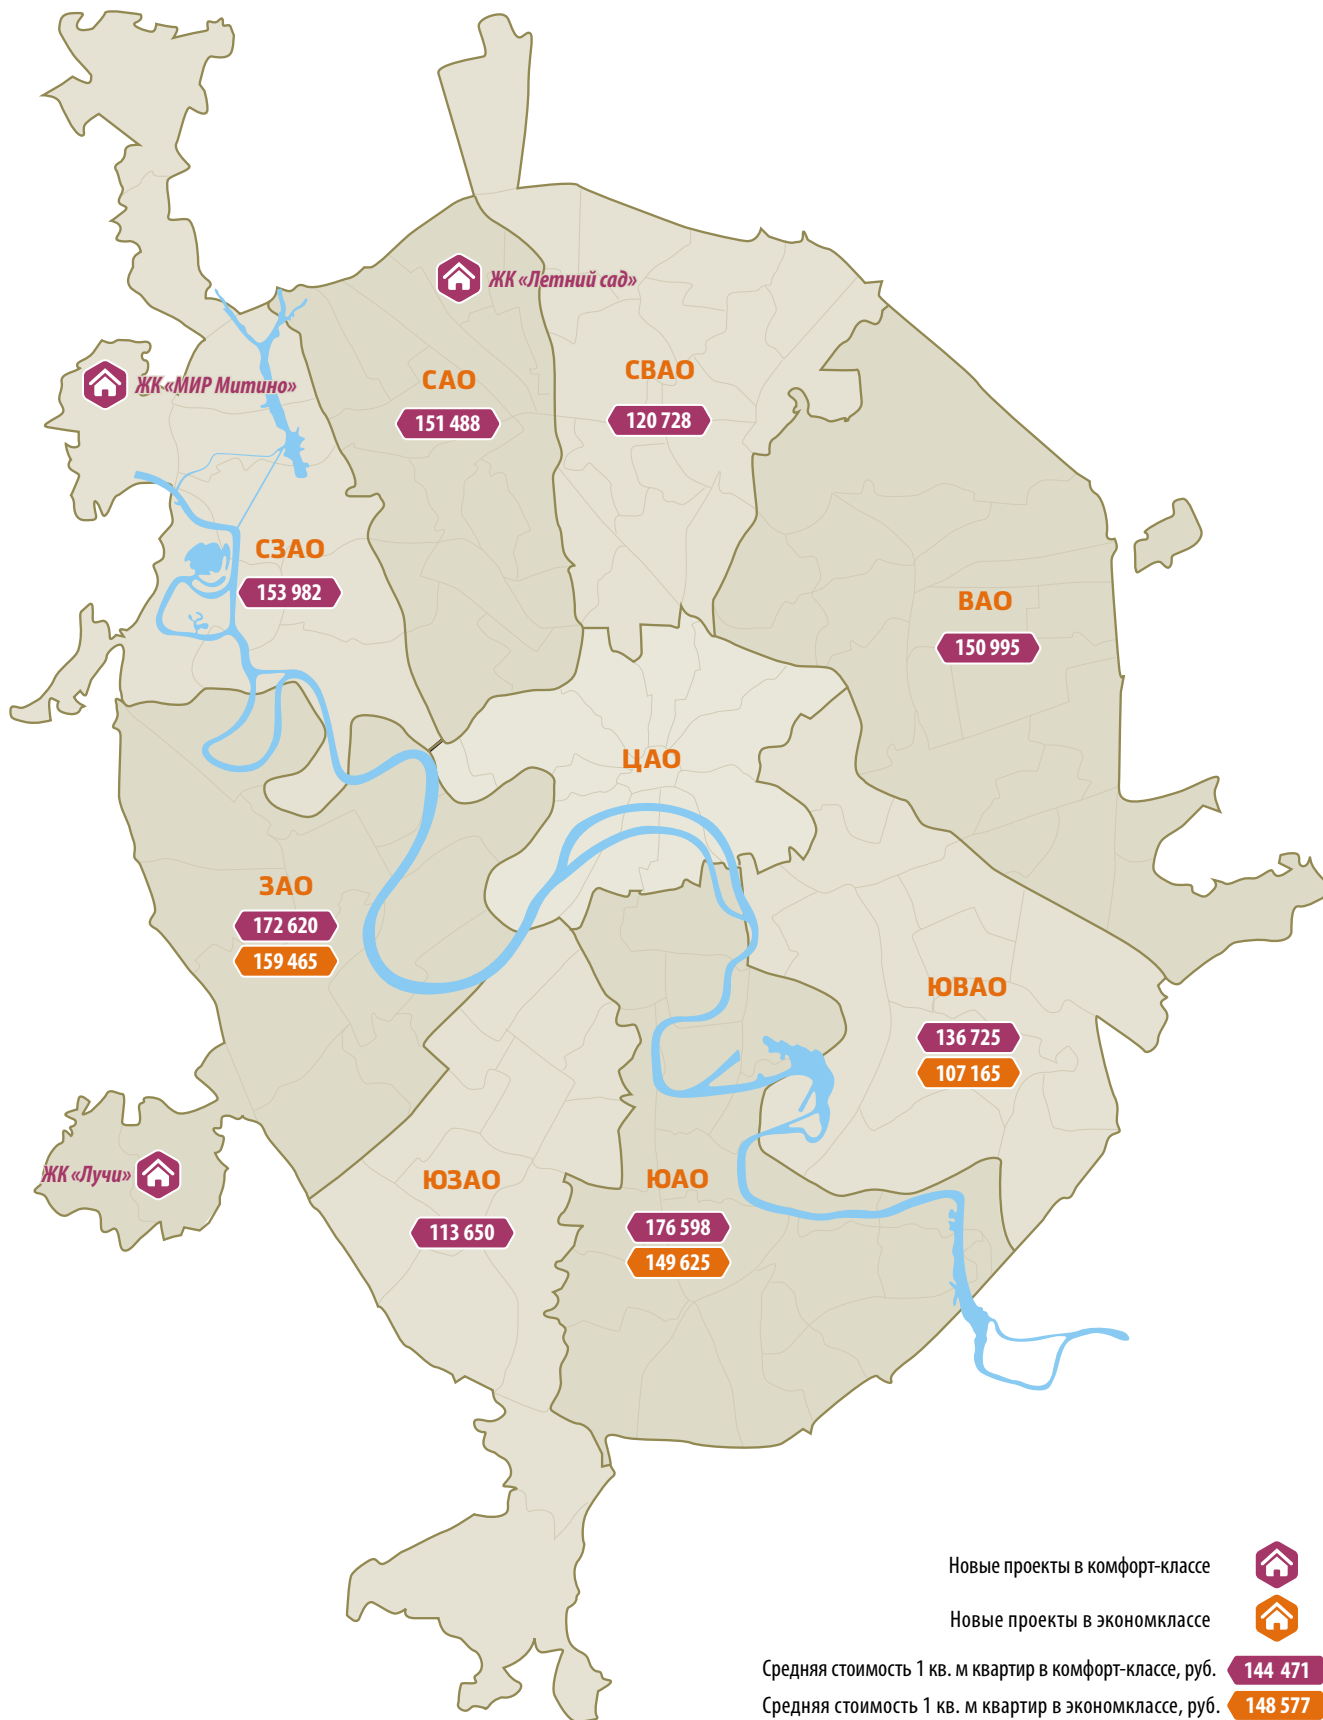 ЖК «Летний сад»
ЖК «МИР Митино»
САО
151 488
СВАО
120 728
СЗАО
153 982
ВАО
150 995
ЦАО
ЗАО
172 620
159 465
ЮВАО
136 725
107 165
ЖК «Лучи»
ЮЗАО
113 650
ЮАО
176 598
149 625
Новые проекты в комфорт-классе
Новые проекты в экономклассе
Средняя стоимость 1 кв. м квартир в комфорт-классе, руб. 144 471
Средняя стоимость 1 кв. м квартир в экономклассе, руб. 148 577